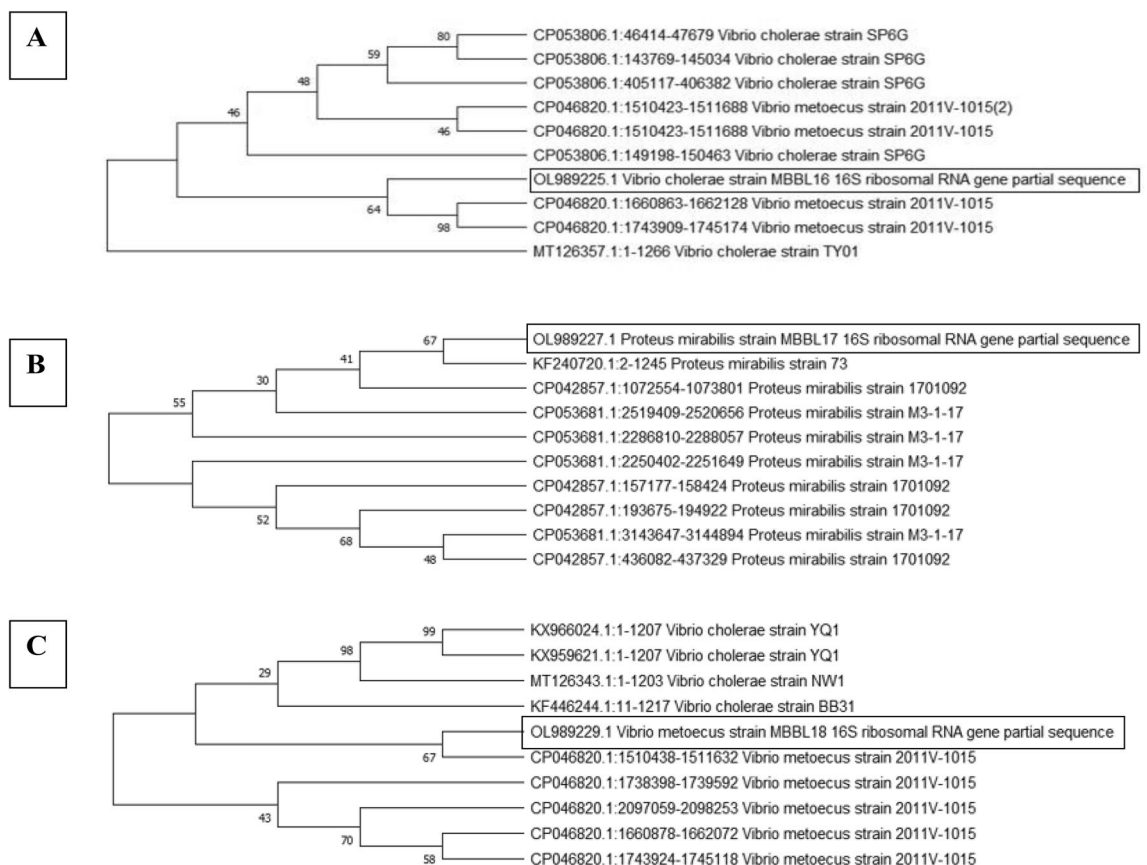 A
80
CP053806.1:46414-47679 Vibrio cholerae strain SP6G
59
CP053806.1:143769-145034 Vibrio cholerae strain SP6G
48
CP053806.1:405117-406382 Vibrio cholerae strain SP6G
46
CP046820.1:1510423-1511688 Vibrio metoecus strain 2011V-1015(2)
46
CP046820.1:1510423-1511688 Vibrio metoecus strain 2011V-1015
CP053806.1:149198-150463 Vibrio cholerae strain SP6G
OL989225.1 Vibrio cholerae strain MBBL16 16S ribosomal RNA gene partial sequence
64
CP046820.1:1660863-1662128 Vibrio metoecus strain 2011V-1015
98
CP046820.1:1743909-1745174 Vibrio metoecus strain 2011V-1015
MT126357.1:1-1266 Vibrio cholerae strain TY01
B
67
OL989227.1 Proteus mirabilis strain MBBL17 16S ribosomal RNA gene partial sequence
41
KF240720.1:2-1245 Proteus mirabilis strain 73
30
CP042857.1:1072554-1073801 Proteus mirabilis strain 1701092
55
CP053681.1:2519409-2520656 Proteus mirabilis strain M3-1-17
CP053681.1:2286810-2288057 Proteus mirabilis strain M3-1-17
CP053681.1:2250402-2251649 Proteus mirabilis strain M3-1-17
CP042857.1:157177-158424 Proteus mirabilis strain 1701092
52
CP042857.1:193675-194922 Proteus mirabilis strain 1701092
68
CP053681.1:3143647-3144894 Proteus mirabilis strain M3-1-17
48
CP042857.1:436082-437329 Proteus mirabilis strain 1701092
C
99
KX966024.1:1-1207 Vibrio cholerae strain YQ1
98
KX959621.1:1-1207 Vibrio cholerae strain YQ1
29
MT126343.1:1-1203 Vibrio cholerae strain NW1
KF446244.1:11-1217 Vibrio cholerae strain BB31
OL989229.1 Vibrio metoecus strain MBBL18 16S ribosomal RNA gene partial sequence
67
CP046820.1:1510438-1511632 Vibrio metoecus strain 2011V-1015
CP046820.1:1738398-1739592 Vibrio metoecus strain 2011V-1015
43
CP046820.1:2097059-2098253 Vibrio metoecus strain 2011V-1015
70
CP046820.1:1660878-1662072 Vibrio metoecus strain 2011V-1015
58
CP046820.1:1743924-1745118 Vibrio metoecus strain 2011V-1015